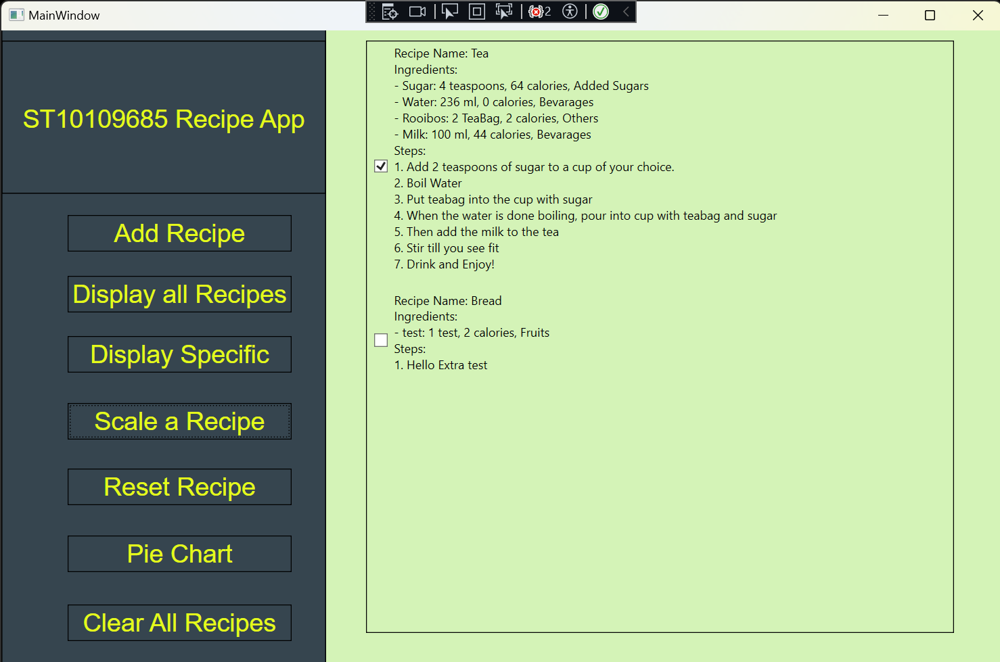 MainWindow
2
ST10109685 Recipe App
Add Recipe
Display all Recipes
Display Specific
Scale a Recipe
Reset Recipe
Pie Chart
Clear All Recipes
Recipe Name: Tea
Ingredients:
- Sugar: 4 teaspoons, 64 calories, Added Sugars
- Water: 236 ml, 0 calories, Bevarages
- Rooibos: 2 TeaBag, 2 calories, Others
- Milk: 100 ml, 44 calories, Bevarages
Steps:
1. Add 2 teaspoons of sugar to a cup of your choice.
2. Boil Water
3. Put teabag into the cup with sugar
4. When the water is done boiling, pour into cup with teabag and sugar
5. Then add the milk to the tea
6. Stir till you see fit
7. Drink and Enjoy!
Recipe Name: Bread
Ingredients:
- test: 1 test, 2 calories, Fruits
Steps:
1. Hello Extra test